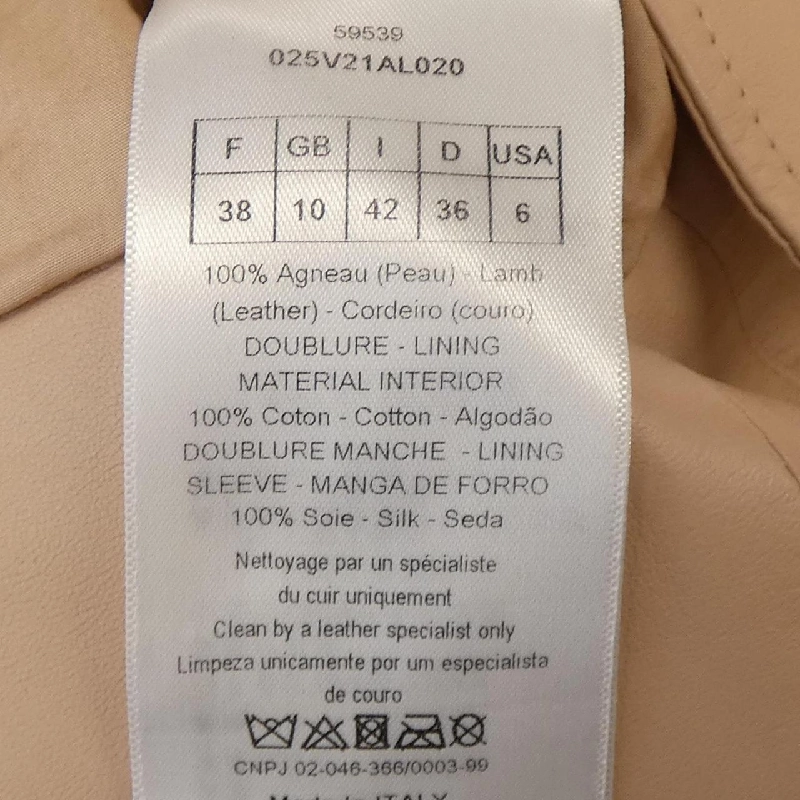 59539
025V21AL020
F GB I D USA
38 10 42 36 6
100% Agneau (Peau) - Lamb
(Leather) - Cordeiro (couro)
DOUBLURE - LINING
MATERIAL INTERIOR
100% Coton - Cotton - Algodão
DOUBLURE MANCHE - LINING
SLEEVE - MANGA DE FORRO
100% Soie - Silk - Seda
Nettoyage par un spécialiste
du cuir uniquement
Clean by a leather specialist only
Limpeza unicamente por um especialista
de couro
CNPJ 02-046-366/0003-99
Made In ITALY